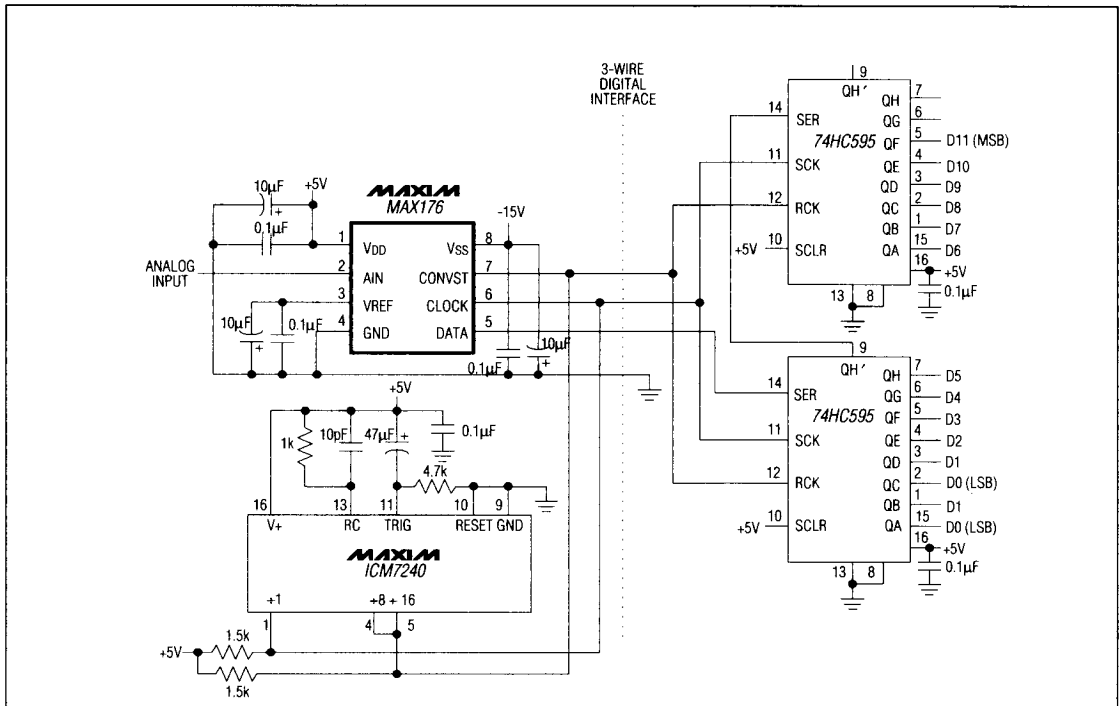 3-WIRE
DIGITAL
INTERFACE
MAXIM
MAX176
10µF
+
+5V
0.1µF
ANALOG
INPUT
1
VDD
2
AIN
3
VREF
4
GND
10µF
+
0.1µF
-15V
VSS
8
CONVST
7
CLOCK
6
DATA
5
0.1µF
10µF
+
9
QH'
74HC595
14
SER
11
SCK
12
RCK
+5V
10
SCLR
QH
7
QG
6
QF
5
D11 (MSB)
QE
4
D10
QD
3
D9
QC
2
D8
QB
1
D7
QA
15
D6
16
+5V
0.1µF
13
8
9
QH'
74HC595
14
SER
11
SCK
12
RCK
+5V
10
SCLR
QH
7
D5
QG
6
D4
QF
5
D3
QE
4
D2
QD
3
D1
QC
2
D0 (LSB)
QB
1
D1
QA
15
D0 (LSB)
16
+5V
0.1µF
13
8
+5V
1k
10pF
47µF
+
0.1µF
4.7k
16
V+
13
RC
11
TRIG
10
RESET
9
GND
MAXIM
ICM7240
+1
+8 + 16
1
4
5
+5V
1.5k
1.5k